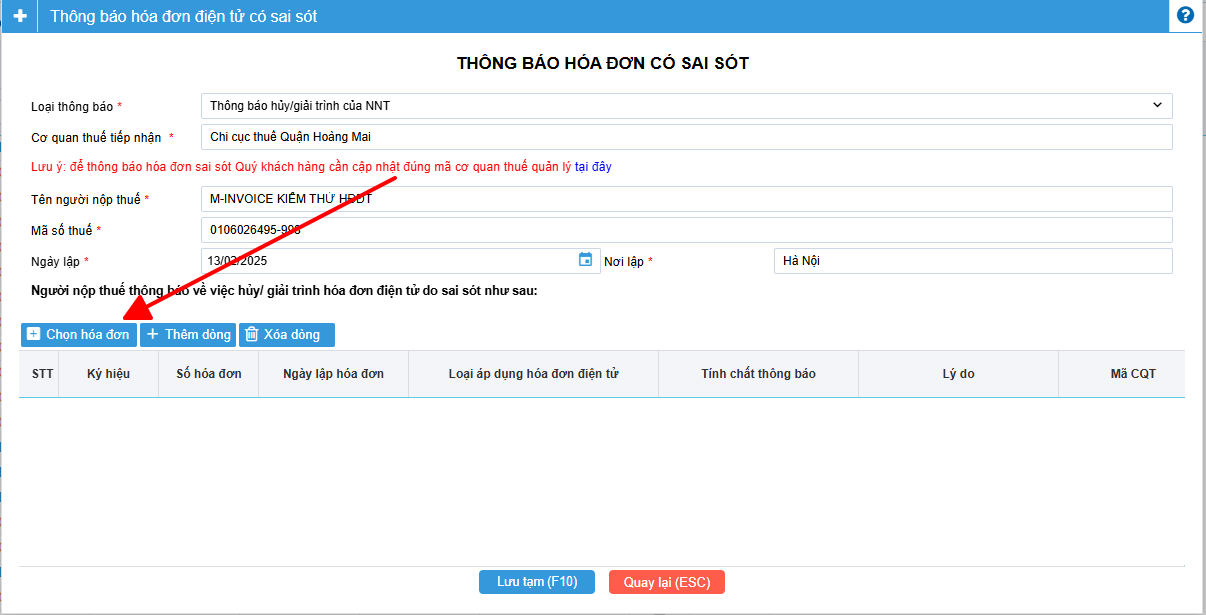 Thông báo hóa đơn điện tử có sai sót
THÔNG BÁO HÓA ĐƠN CÓ SAI SÓT
Loại thông báo * Thông báo hủy/giải trình của NNT
Cơ quan thuế tiếp nhận * Chi cục thuế Quận Hoàng Mai
Lưu ý: để thông báo hóa đơn sai sót Quý khách hàng cần cập nhật đúng mã cơ quan thuế quản lý tại đây
Tên người nộp thuế * M-INVOICE KIỂM THỬ HĐDT
Mã số thuế * 0106026495-998
Ngày lập * 13/02/2025 Nơi lập * Hà Nội
Người nộp thuế thông báo về việc hủy/ giải trình hóa đơn điện tử do sai sót như sau:
Chọn hóa đơn Thêm dòng Xóa dòng
STT Ký hiệu Số hóa đơn Ngày lập hóa đơn Loại áp dụng hóa đơn điện tử Tính chất thông báo Lý do Mã CQT
Lưu tạm (F10) Quay lại (ESC)